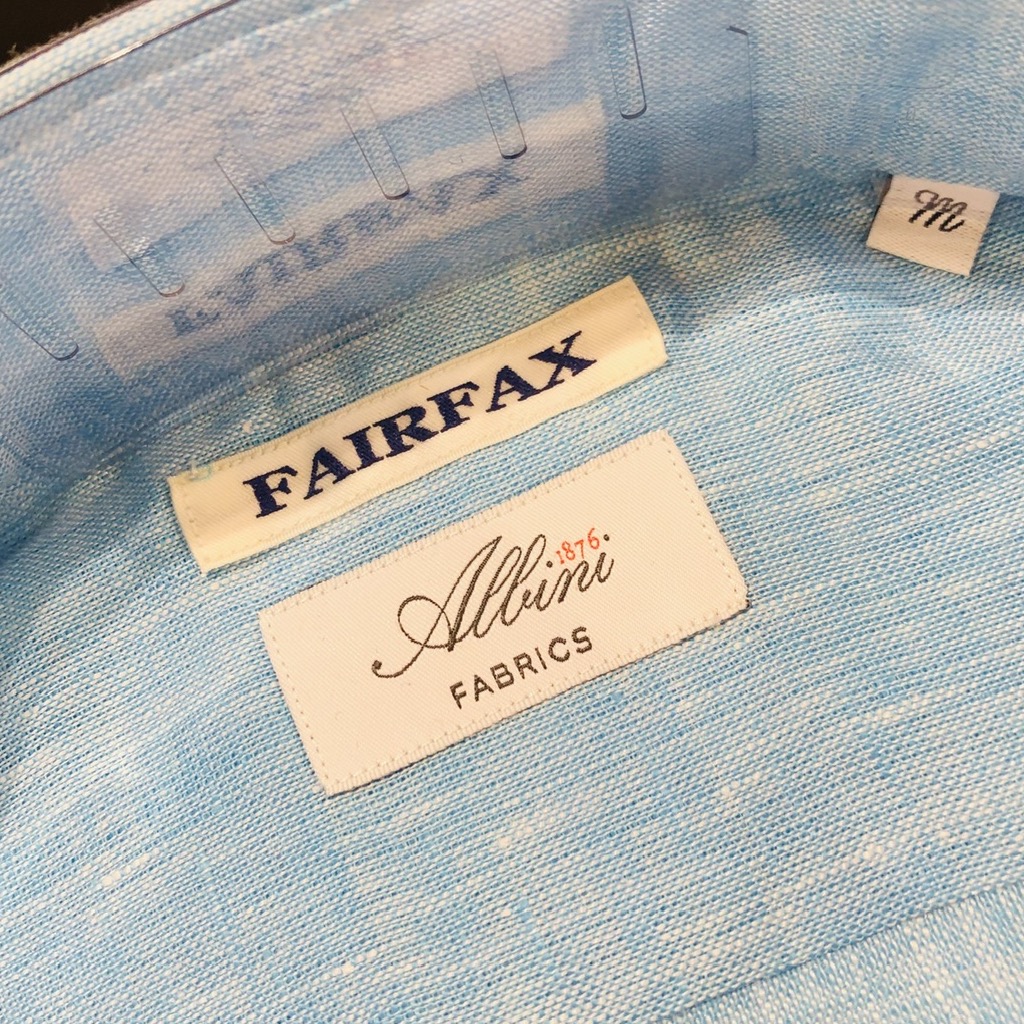 M
FAIRFAX
1876
Albini
FABRICS